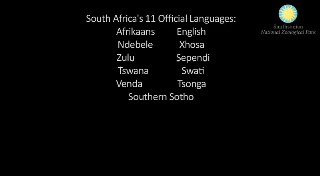 South Africa's 11 Official Languages:
Afrikaans English
Ndebele Xhosa
Zulu Sependi
Tswana Swati
Venda Tsonga
Southern Sotho
Smithsonian
National Zoological Park